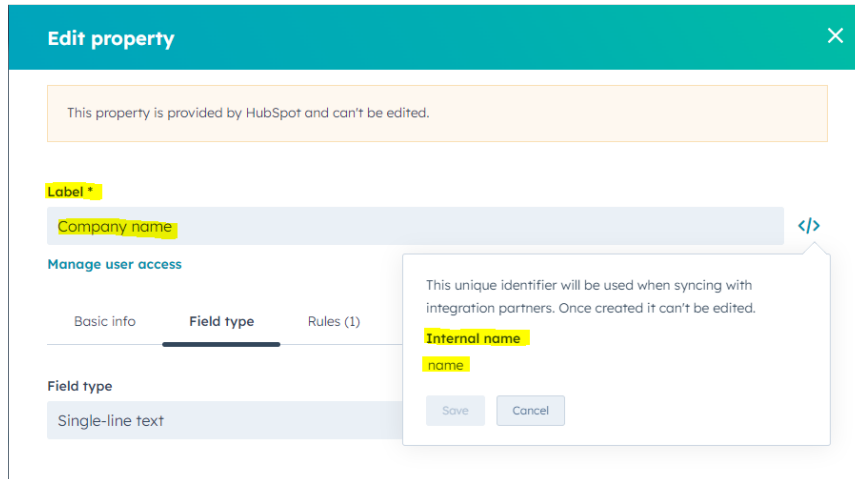 Edit property
This property is provided by HubSpot and can't be edited.
Label *
Company name
</>
Manage user access
This unique identifier will be used when syncing with
integration partners. Once created it can't be edited.
Internal name
name
Save
Cancel
Basic info
Field type
Rules (1)
Field type
Single-line text